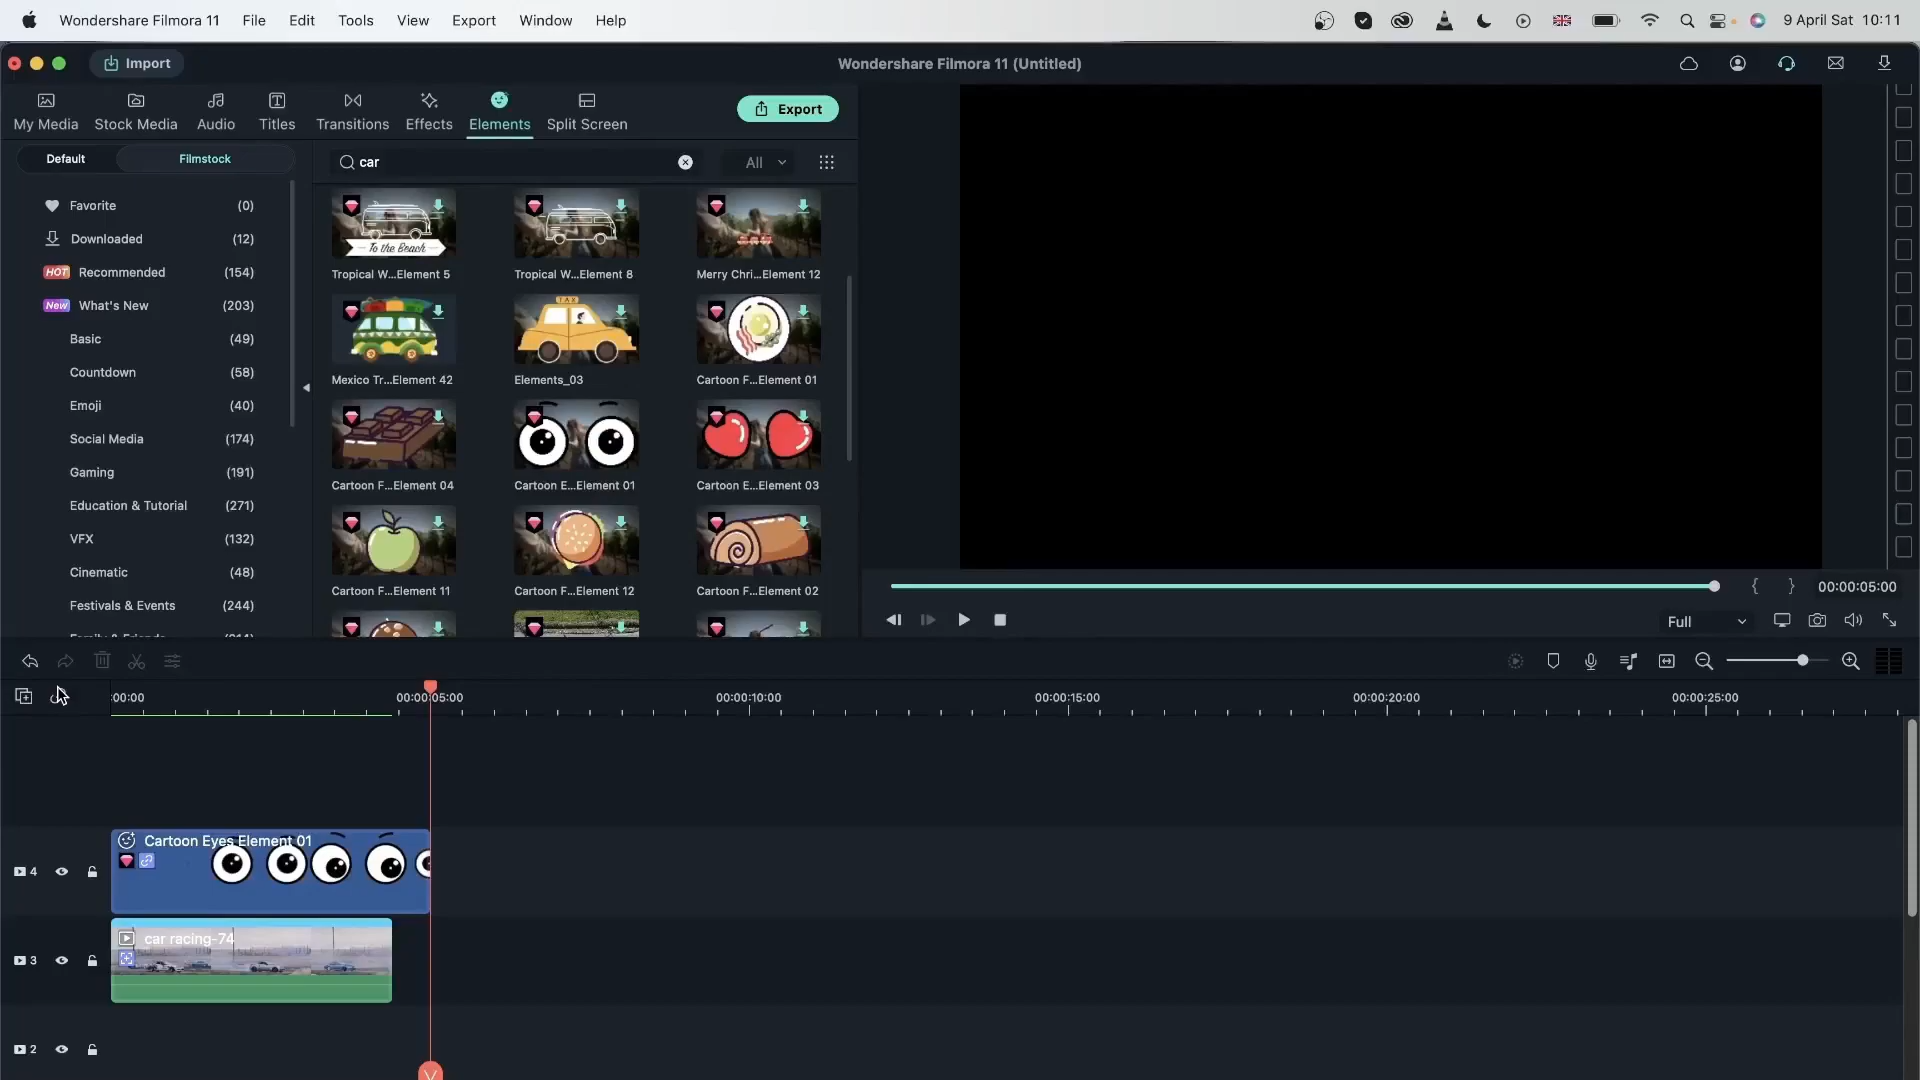 Wondershare Filmora 11 File Edit Tools View Export Window Help 9 April Sat 10:11
Import Wondershare Filmora 11 (Untitled)
My Media Stock Media Audio Titles Transitions Effects Elements Split Screen Export
Default Filmstock car All
Favorite (0)
Downloaded (12)
HOT Recommended (154)
New What's New (203)
Basic (49)
Countdown (58)
Emoji (40)
Social Media (174)
Gaming (191)
Education & Tutorial (271)
VFX (132)
Cinematic (48)
Festivals & Events (244)
To the Beach
Tropical W...Element 5 Tropical W...Element 8 Merry Chri...Element 12
TAXI
Mexico Tr...Element 42 Elements_03 Cartoon F...Element 01
Cartoon F...Element 04 Cartoon E...Element 01 Cartoon E...Element 03
Cartoon F...Element 11 Cartoon F...Element 12 Cartoon F...Element 02
{ } 00:00:05:00
Full
:00:00 00:00:05:00 00:00:10:00 00:00:15:00 00:00:20:00 00:00:25:00
Cartoon Eyes Element 01
4
car racing-74
3
2